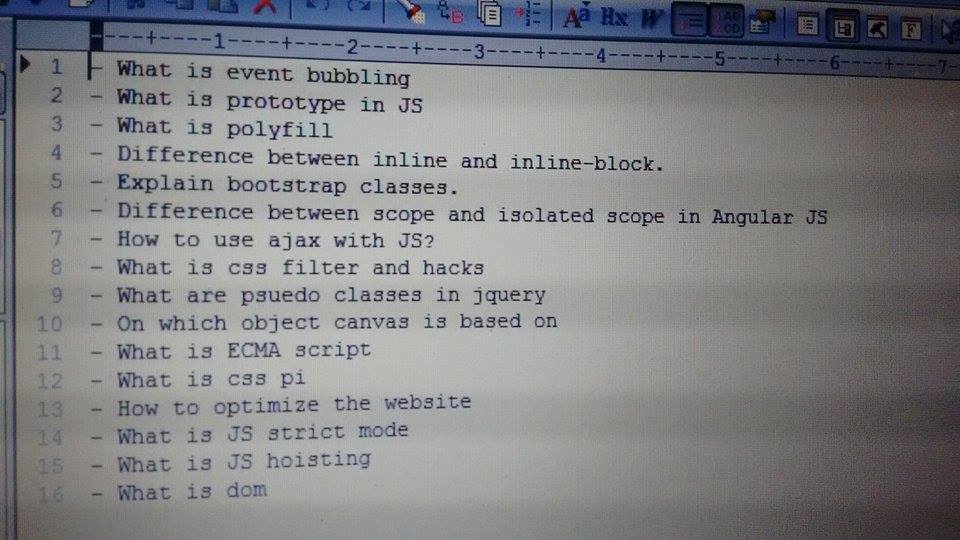 Aa Hx W AB CD F
----+----1----+----2----+----3----+----4----+----5----+----6----+----7-
1 - What is event bubbling
2 - What is prototype in JS
3 - What is polyfill
4 - Difference between inline and inline-block.
5 - Explain bootstrap classes.
6 - Difference between scope and isolated scope in Angular JS
7 - How to use ajax with JS?
8 - What is css filter and hacks
9 - What are psuedo classes in jquery
10 - On which object canvas is based on
11 - What is ECMA script
12 - What is css pi
13 - How to optimize the website
14 - What is JS strict mode
15 - What is JS hoisting
16 - What is dom